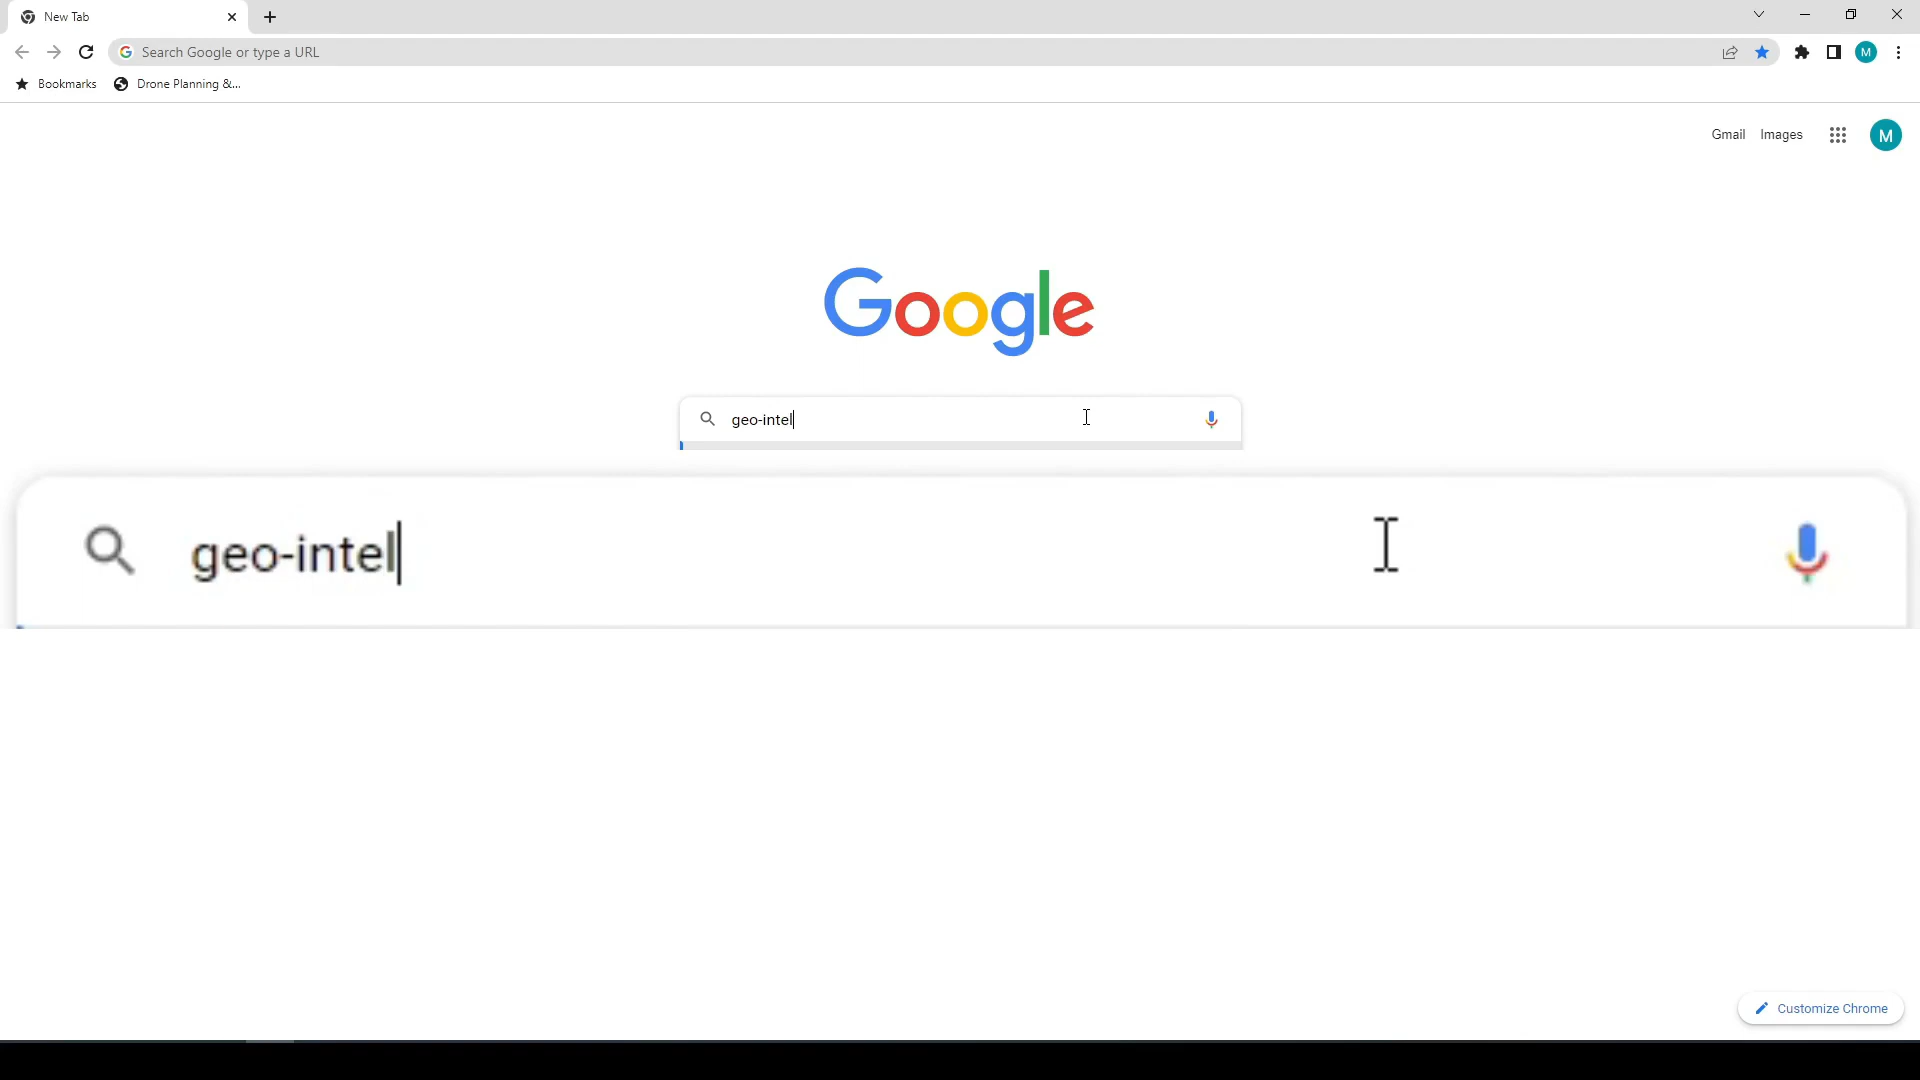 New Tab
Search Google or type a URL
M
Bookmarks
Drone Planning &...
Gmail
Images
M
Google
geo-intel
geo-intel
Customize Chrome